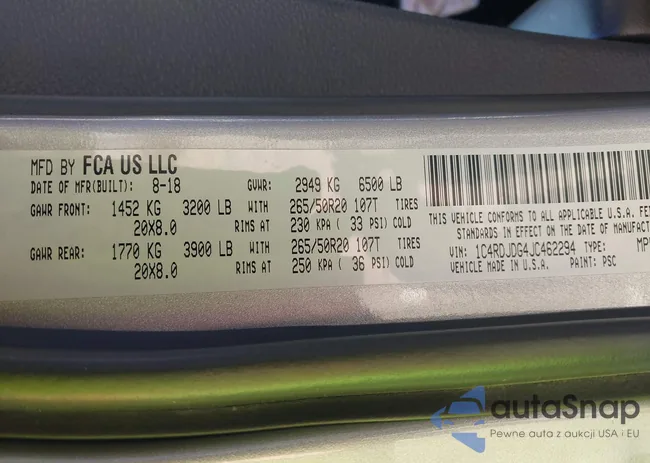 MFD BY FCA US LLC
DATE OF MFR(BUILT): 8-18 GVWR: 2949 KG 6500 LB
GAWR FRONT: 1452 KG 3200 LB WITH 265/50R20 107T TIRES
20X8.0 RIMS AT 230 KPA ( 33 PSI) COLD
GAWR REAR: 1770 KG 3900 LB WITH 265/50R20 107T TIRES
20X8.0 RIMS AT 250 KPA ( 36 PSI) COLD
THIS VEHICLE CONFORMS TO ALL APPLICABLE U.S.A. FE
STANDARDS IN EFFECT ON THE DATE OF MANUFACT
VIN: 1C4RDJDG4JC462294 TYPE: MP
VEHICLE MADE IN U.S.A. PAINT: PSC
autaSnap
Pewne auta z aukcji USA i EU